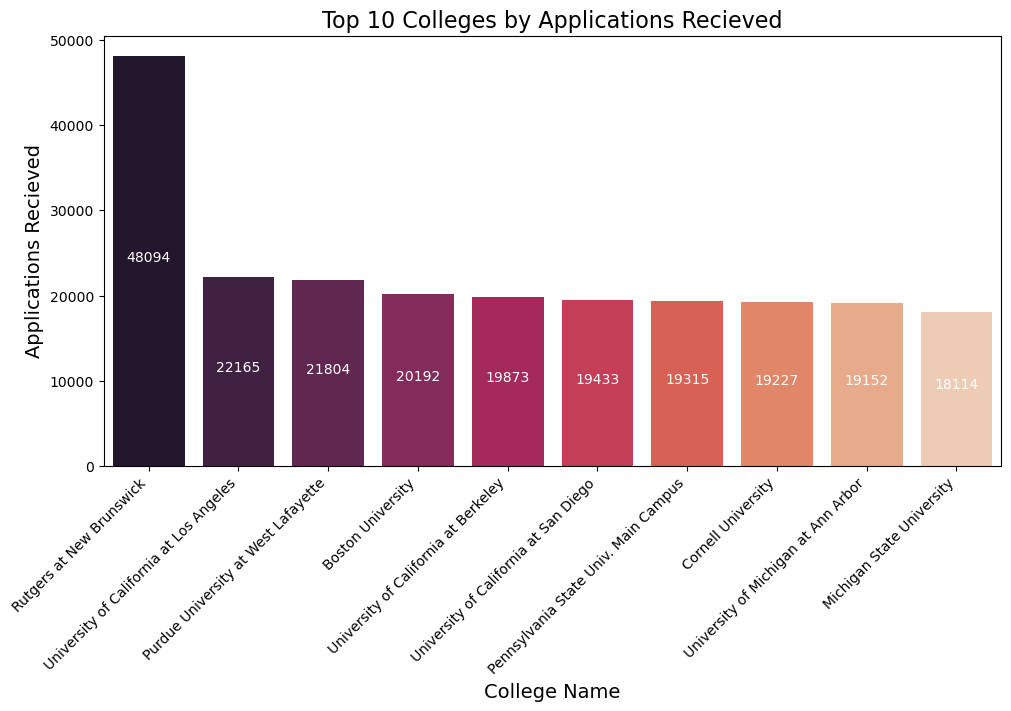 Top 10 Colleges by Applications Recieved
Applications Recieved
50000
40000
30000
20000
10000
0
48094
22165
21804
20192
19873
19433
19315
19227
19152
18114
Rutgers at New Brunswick
University of California at Los Angeles
Purdue University at West Lafayette
Boston University
University of California at Berkeley
University of California at San Diego
Pennsylvania State Univ. Main Campus
Cornell University
University of Michigan at Ann Arbor
Michigan State University
College Name